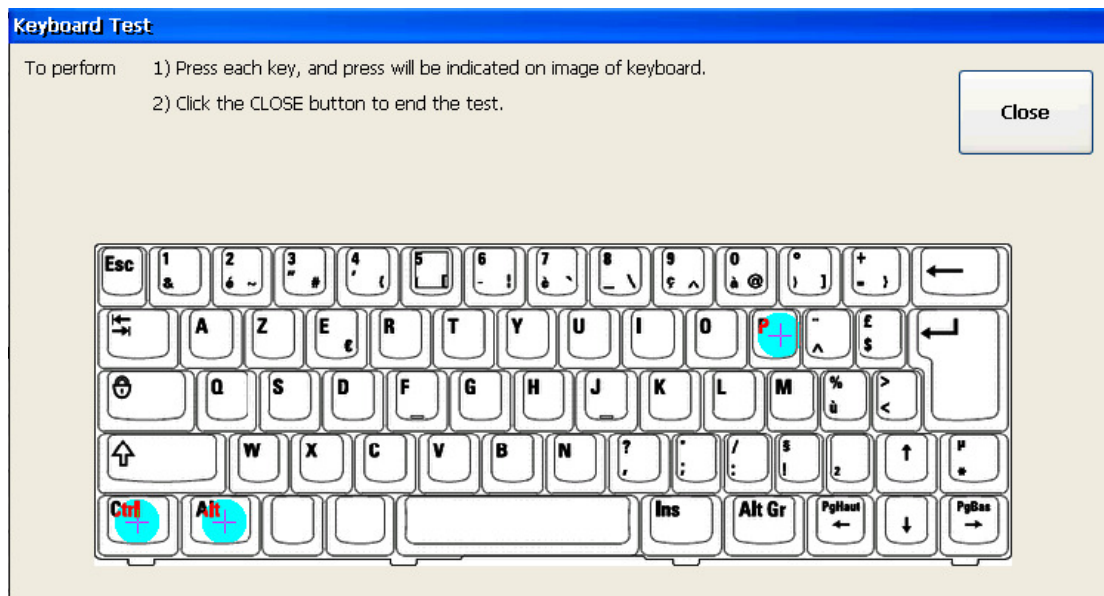 Keyboard Test
To perform 1) Press each key, and press will be indicated on image of keyboard.
2) Click the CLOSE button to end the test.
Close
Esc 1 & 2 é ~ 3 " # 4 ' { 5 [ 6 - ! 7 è ` 8 _ \ 9 ç ^ 0 à @ ° ) ] + = }
A Z E € R T Y U I O P ¨ ^ £ $
Q S D F G H J K L M % ù > <
W X C V B N ? , . ; / : § ! 2 ↑ µ *
Ctrl Alt Ins Alt Gr PgHaut ← ↓ PgBas →